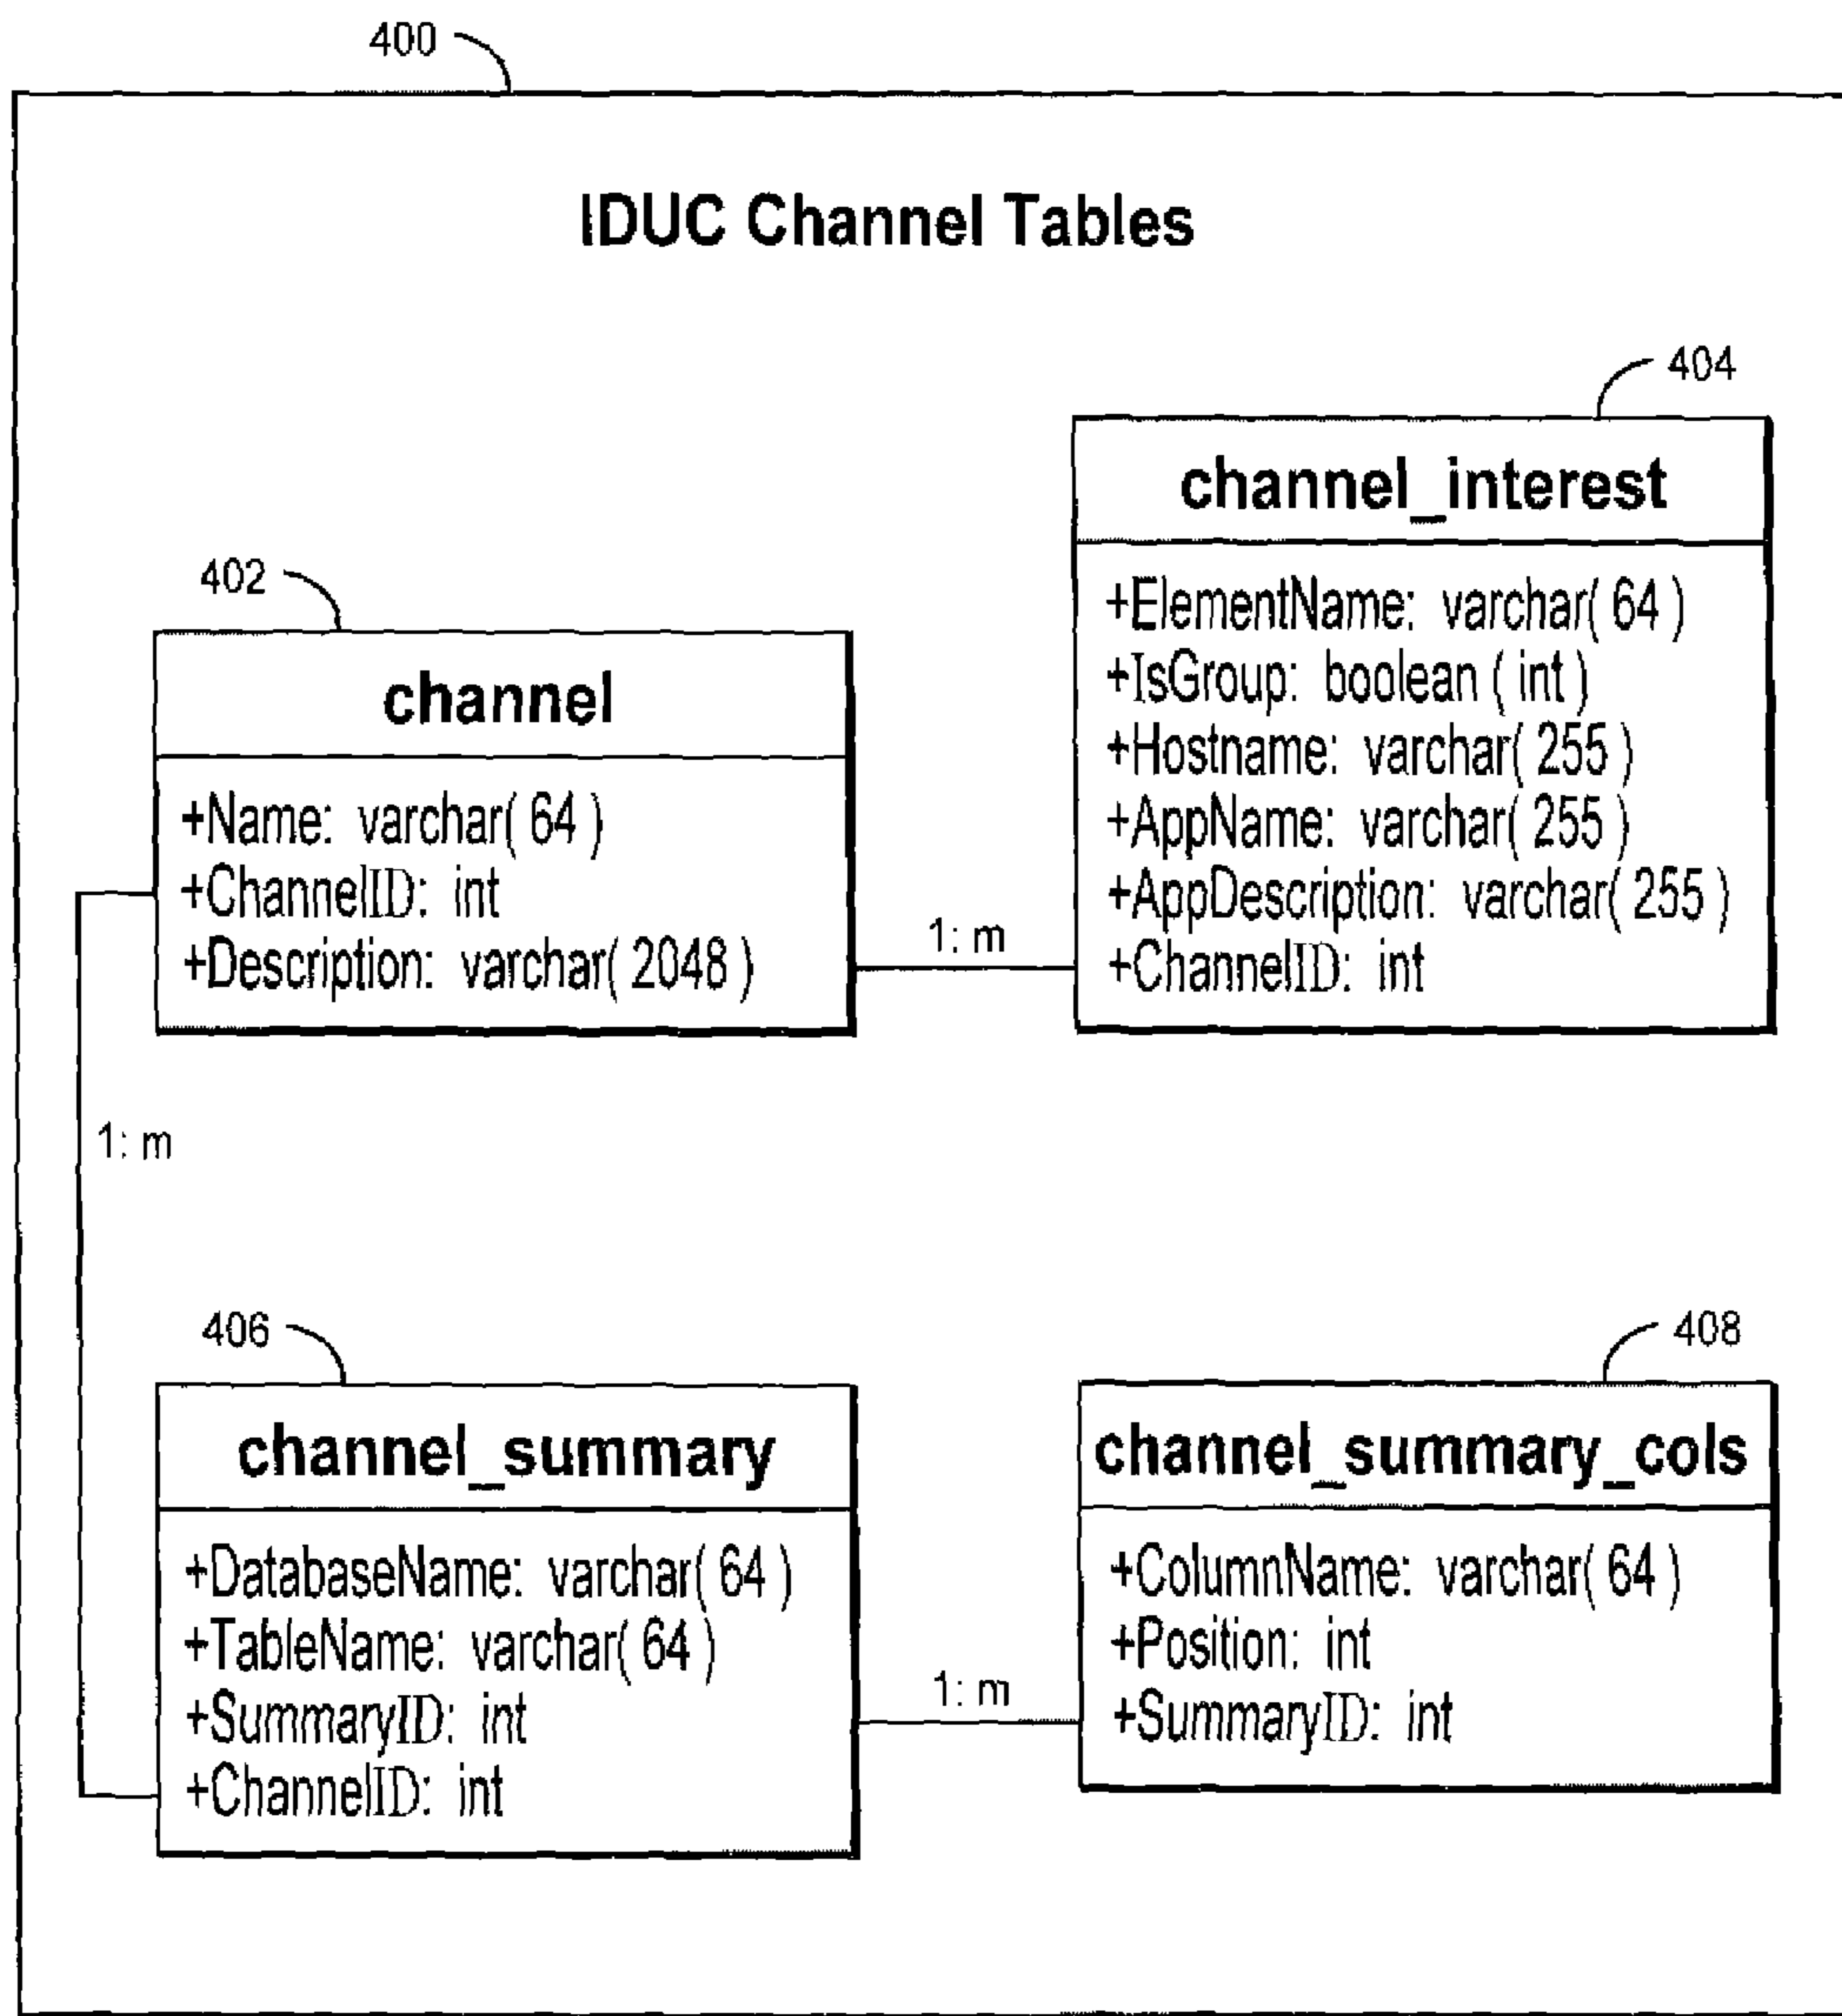 400
IDUC Channel Tables
404
channel_interest
+ElementName: varchar( 64 )
+IsGroup: boolean ( int )
+Hostname: varchar( 255 )
+AppName: varchar( 255 )
+AppDescription: varchar( 255 )
+ChannelID: int
402
channel
+Name: varchar( 64 )
+ChannelID: int
+Description: varchar( 2048 )
1: m
1: m
406
channel_summary
+DatabaseName: varchar( 64 )
+TableName: varchar( 64 )
+SummaryID: int
+ChannelID: int
1: m
408
channel_summary_cols
+ColumnName: varchar( 64 )
+Position: int
+SummaryID: int